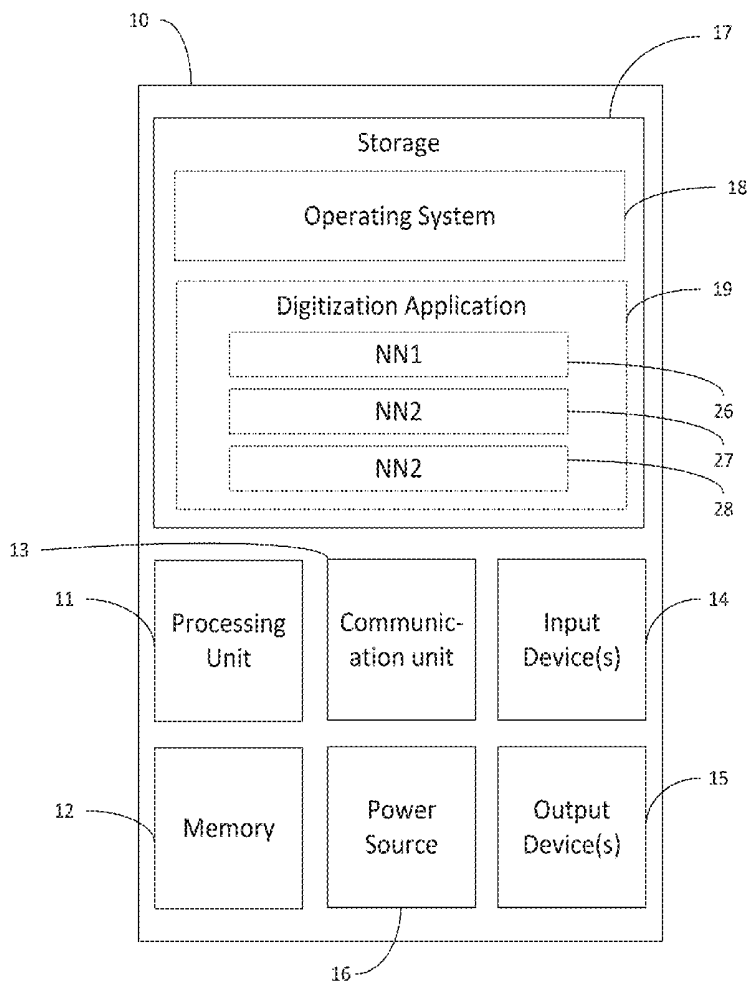 10
17
Storage
Operating System
18
Digitization Application
19
NN1
26
NN2
27
NN2
28
13
11
Processing
Unit
Communic-
ation unit
Input
Device(s)
14
12
Memory
Power
Source
Output
Device(s)
15
16